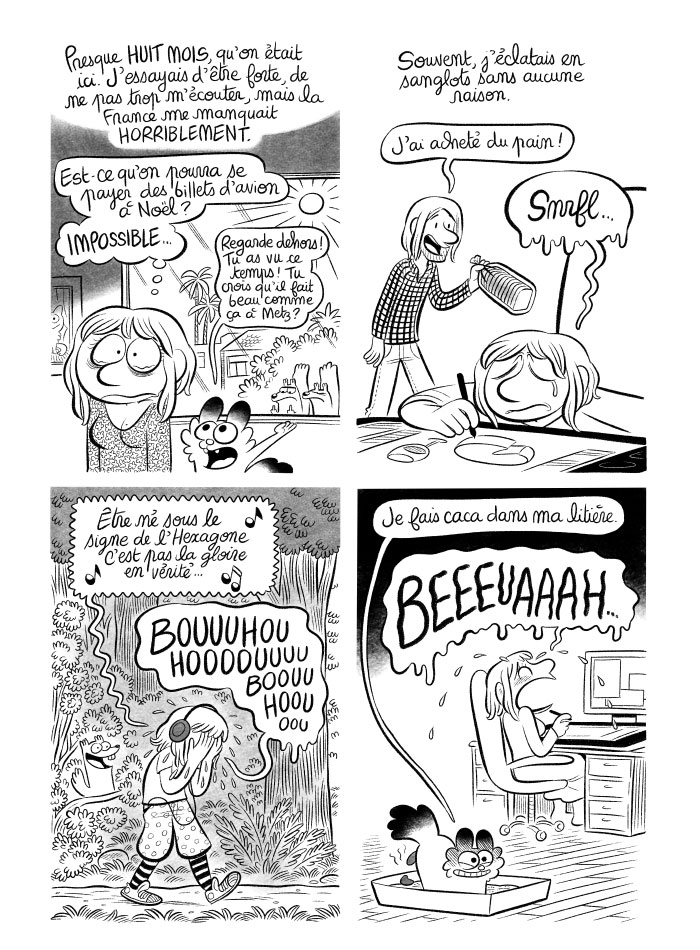 Presque HUIT MOIS, qu'on était
ici. J'essayais d'être forte, de
ne pas trop m'écouter, mais la
France me manquait
HORRIBLEMENT.
Est-ce qu'on pourra se
payer des billets d'avion
à Noël ?
IMPOSSIBLE...
Regarde dehors !
Tu as vu ce
temps ! Tu
crois qu'il fait
beau comme
ça à Metz ?
Souvent, j'éclatais en
sanglots sans aucune
raison.
J'ai acheté du pain !
Smrfl...
Être né sous le
signe de l'Hexagone
C'est pas la gloire
en vérité...
BOUUUHOU
HOOOOUUUU
BOOUU
HOOU
OOU
Je fais caca dans ma litière.
BEEEUAAAH...